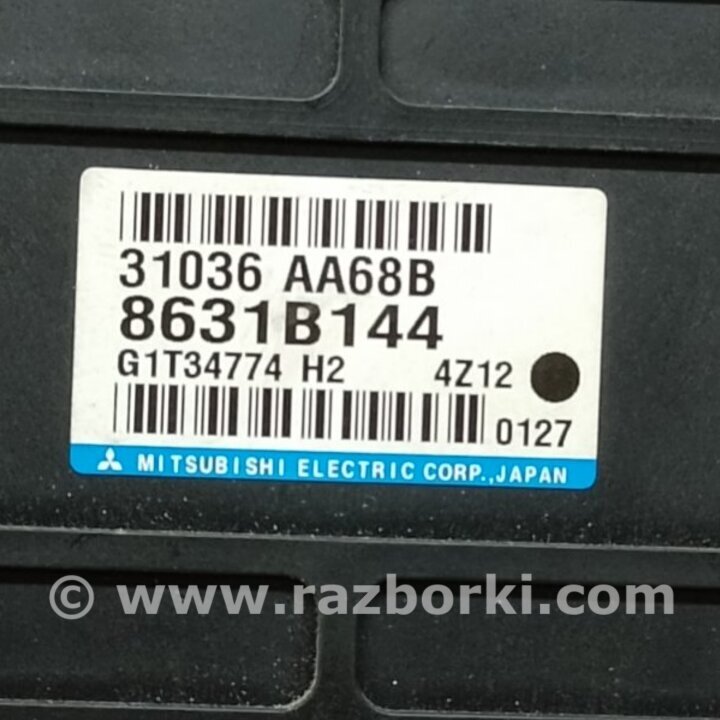 31036 AA68B
8631B144
G1T34774 H2 4Z12
0127
MITSUBISHI ELECTRIC CORP.,JAPAN
© www.razborki.com